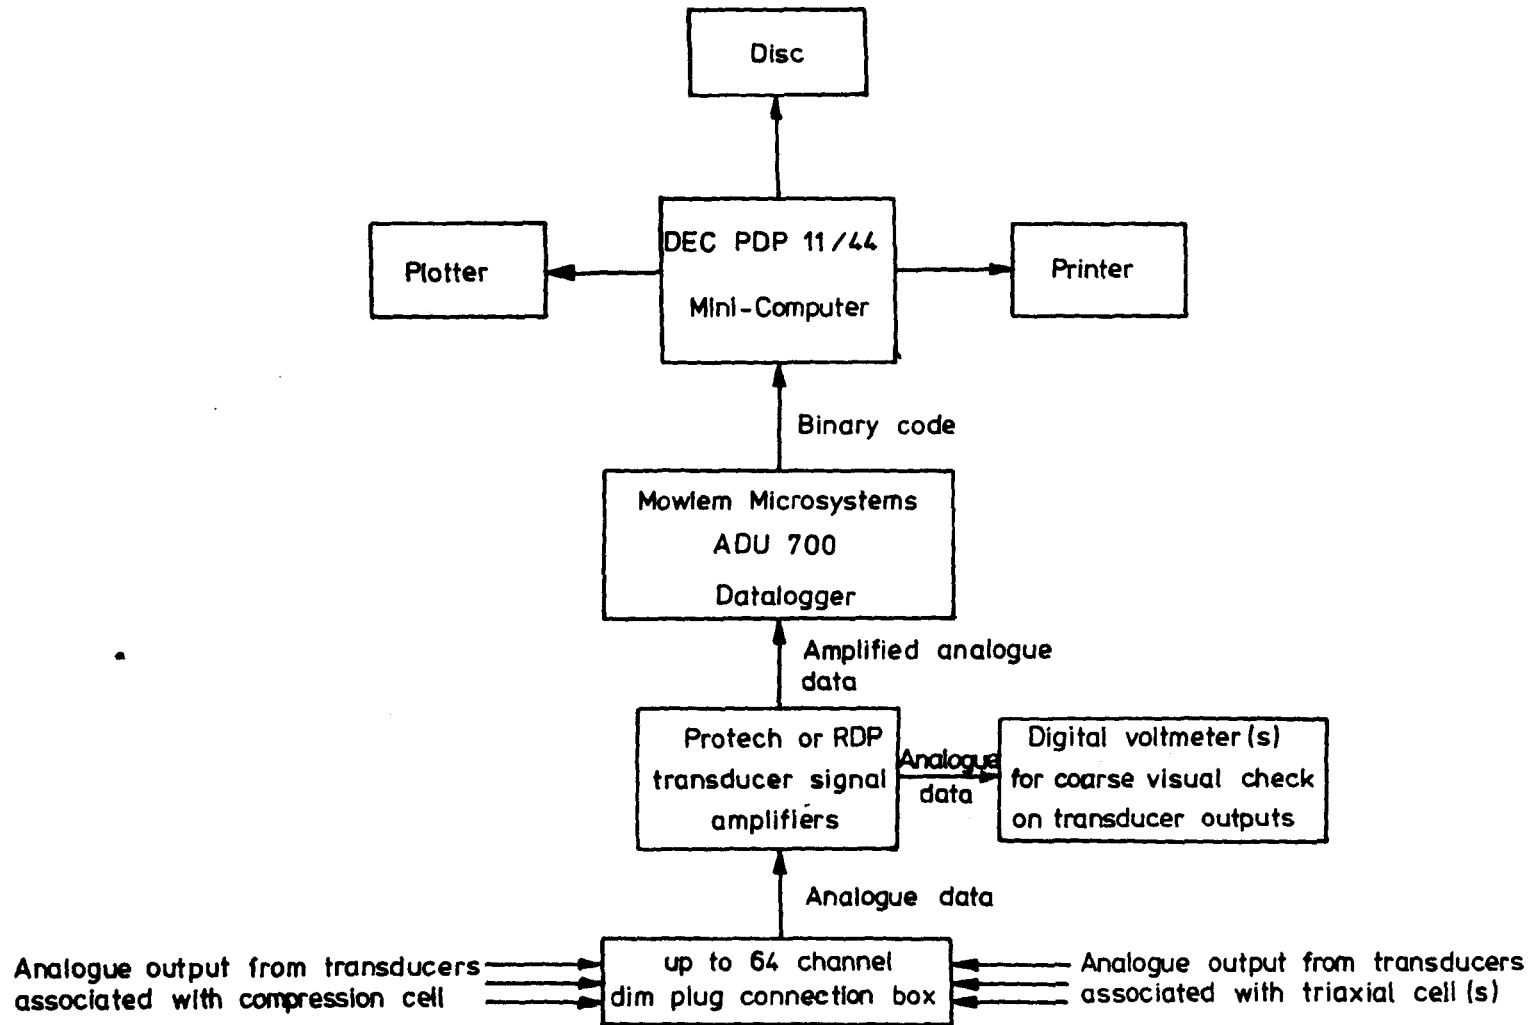 Disc
DEC PDP 11/44
Mini-Computer
Plotter
Printer
Binary code
Mowlem Microsystems
ADU 700
Datalogger
Amplified analogue
data
Protech or RDP
transducer signal
amplifiers
Analogue
data
Digital voltmeter(s)
for coarse visual check
on transducer outputs
Analogue data
up to 64 channel
dim plug connection box
Analogue output from transducers
associated with compression cell
Analogue output from transducers
associated with triaxial cell(s)